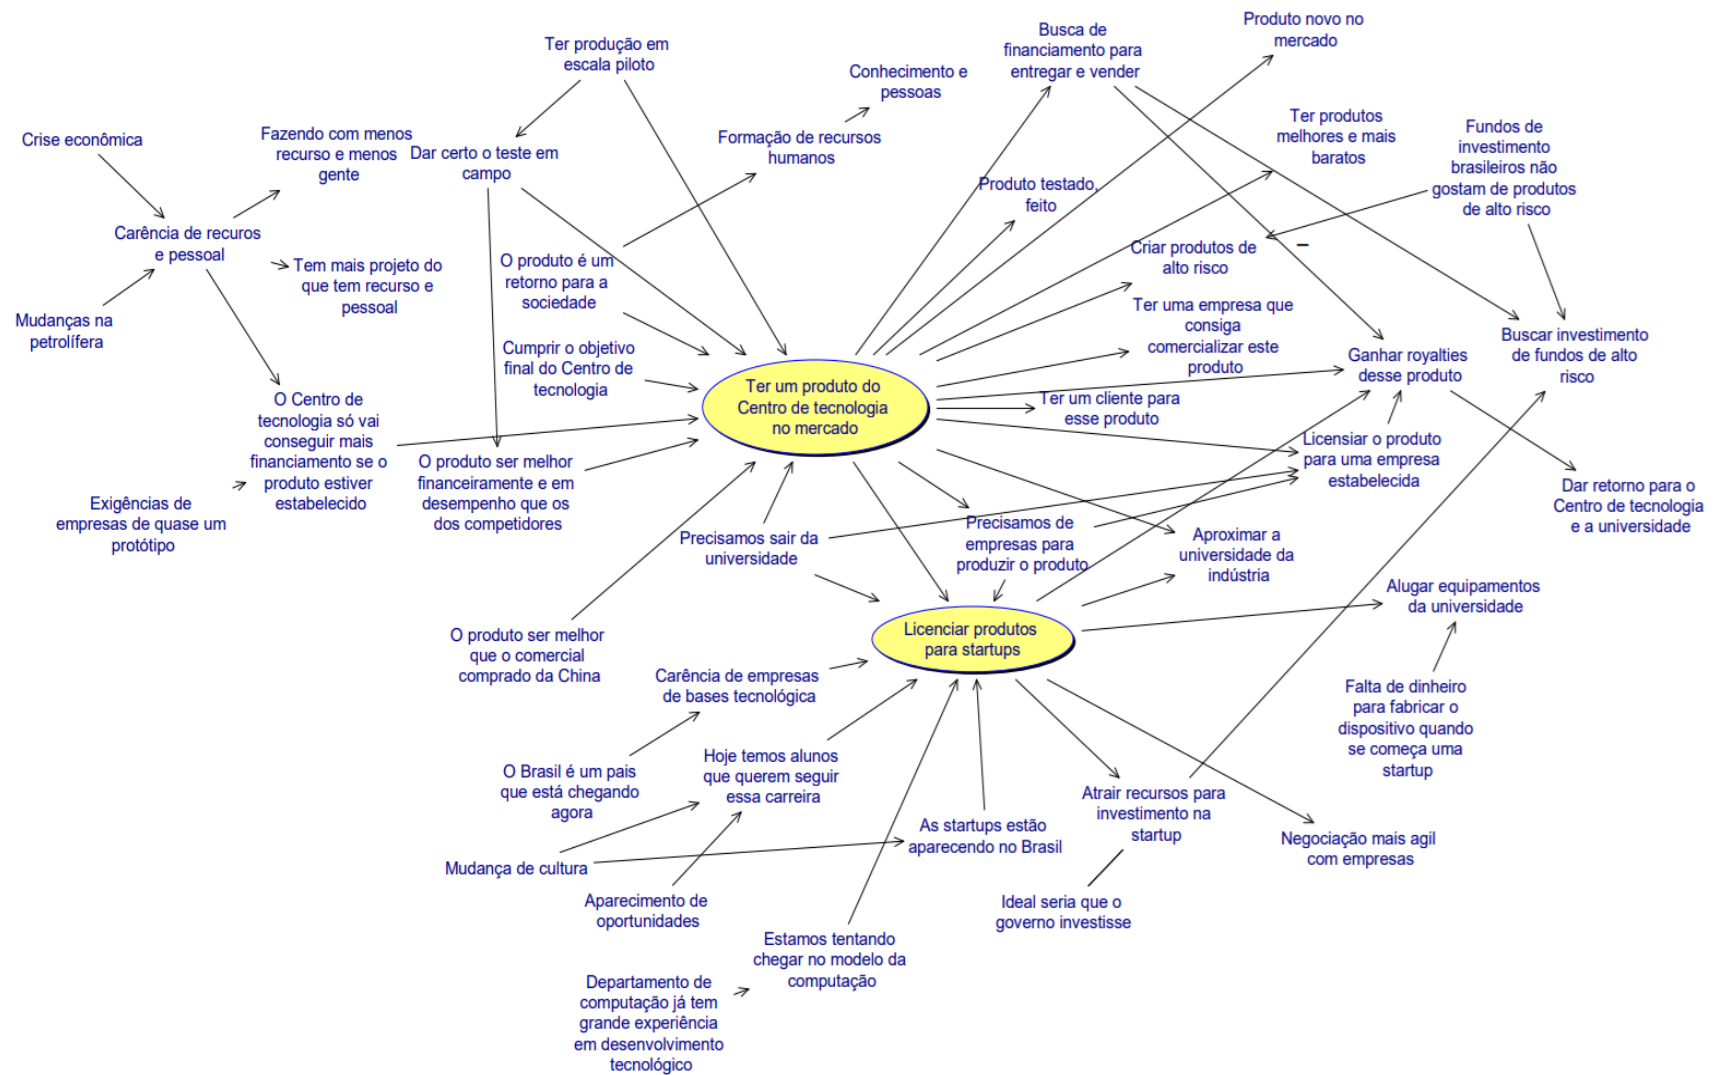 Produto novo no
mercado
Busca de
financiamento para
entregar e vender
Ter produção em
escala piloto
Conhecimento e
pessoas
Ter produtos
melhores e mais
baratos
Fundos de
investimento
brasileiros não
gostam de produtos
de alto risco
Crise econômica
Fazendo com menos
recurso e menos
gente
Dar certo o teste em
campo
Formação de recursos
humanos
Produto testado,
feito
Carência de recuros
e pessoal
Criar produtos de
alto risco
–
Tem mais projeto do
que tem recurso e
pessoal
O produto é um
retorno para a
sociedade
Ter uma empresa que
consiga
comercializar este
produto
Mudanças na
petrolífera
Buscar investimento
de fundos de alto
risco
Cumprir o objetivo
final do Centro de
tecnologia
Ganhar royalties
desse produto
Ter um produto do
Centro de tecnologia
no mercado
Ter um cliente para
esse produto
O Centro de
tecnologia só vai
conseguir mais
financiamento se o
produto estiver
estabelecido
Licensiar o produto
para uma empresa
estabelecida
O produto ser melhor
financeiramente e em
desempenho que os
dos competidores
Dar retorno para o
Centro de tecnologia
e a universidade
Exigências de
empresas de quase um
protótipo
Precisamos sair da
universidade
Precisamos de
empresas para
produzir o produto
Aproximar a
universidade da
indústria
Alugar equipamentos
da universidade
O produto ser melhor
que o comercial
comprado da China
Licenciar produtos
para startups
Carência de empresas
de bases tecnológica
Falta de dinheiro
para fabricar o
dispositivo quando
se começa uma
startup
O Brasil é um pais
que está chegando
agora
Hoje temos alunos
que querem seguir
essa carreira
Atrair recursos para
investimento na
startup
As startups estão
aparecendo no Brasil
Negociação mais agil
com empresas
Mudança de cultura
Aparecimento de
oportunidades
Ideal seria que o
governo investisse
Estamos tentando
chegar no modelo da
computação
Departamento de
computação já tem
grande experiência
em desenvolvimento
tecnológico